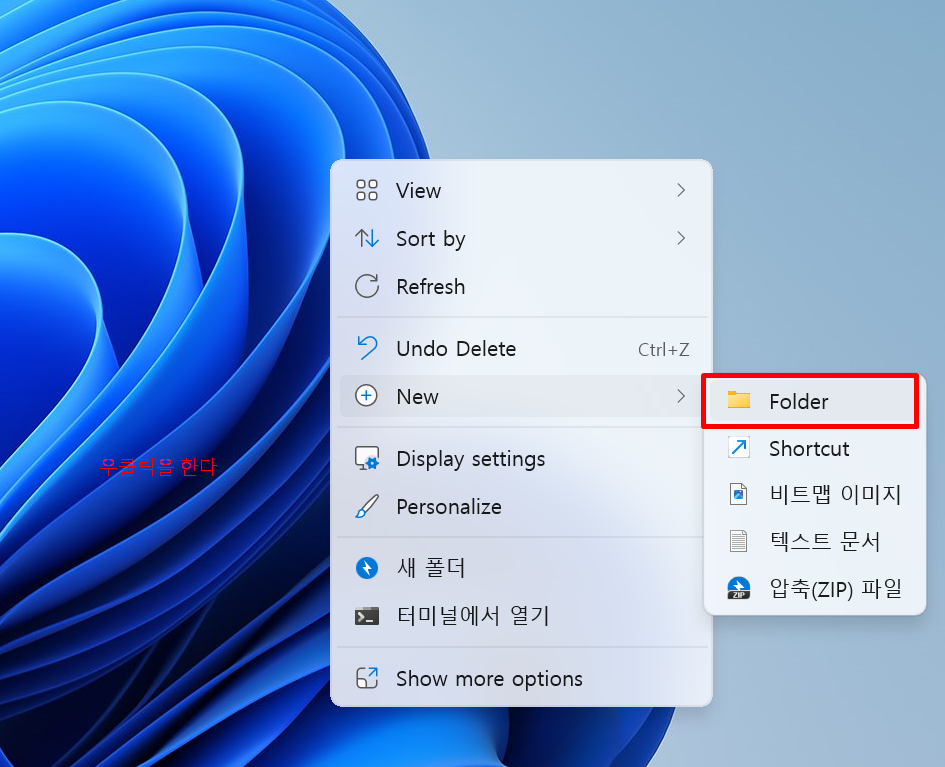 View
Sort by
Refresh
Undo Delete Ctrl+Z
New
Folder
Shortcut
비트맵 이미지
텍스트 문서
압축(ZIP) 파일
Display settings
Personalize
우클릭을 한다
새 폴더
터미널에서 열기
Show more options
ZIP